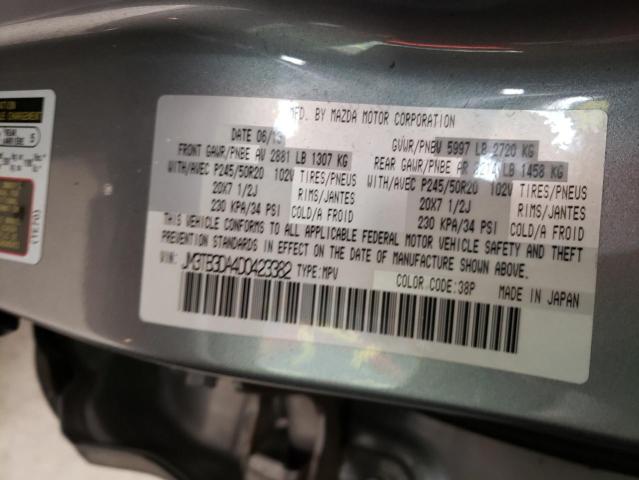 MFD. BY MAZDA MOTOR CORPORATION
DATE 06/13 GVWR/PNBV 5997 LB 2720 KG
FRONT GAWR/PNBE AV 2881 LB 1307 KG REAR GAWR/PNBE AR 3214 LB 1458 KG
WITH/AVEC P245/50R20 102V TIRES/PNEUS WITH/AVEC P245/50R20 102V TIRES/PNEUS
20X7 1/2J RIMS/JANTES 20X7 1/2J RIMS/JANTES
230 KPA/34 PSI COLD/A FROID 230 KPA/34 PSI COLD/A FROID
THIS VEHICLE CONFORMS TO ALL APPLICABLE FEDERAL MOTOR VEHICLE SAFETY AND THEFT
PREVENTION STANDARDS IN EFFECT ON THE DATE OF MANUFACTURE SHOWN ABOVE.
VIN: JM3TB3DA4D0423382 TYPE:MPV
COLOR CODE:38P MADE IN JAPAN
(TK70)